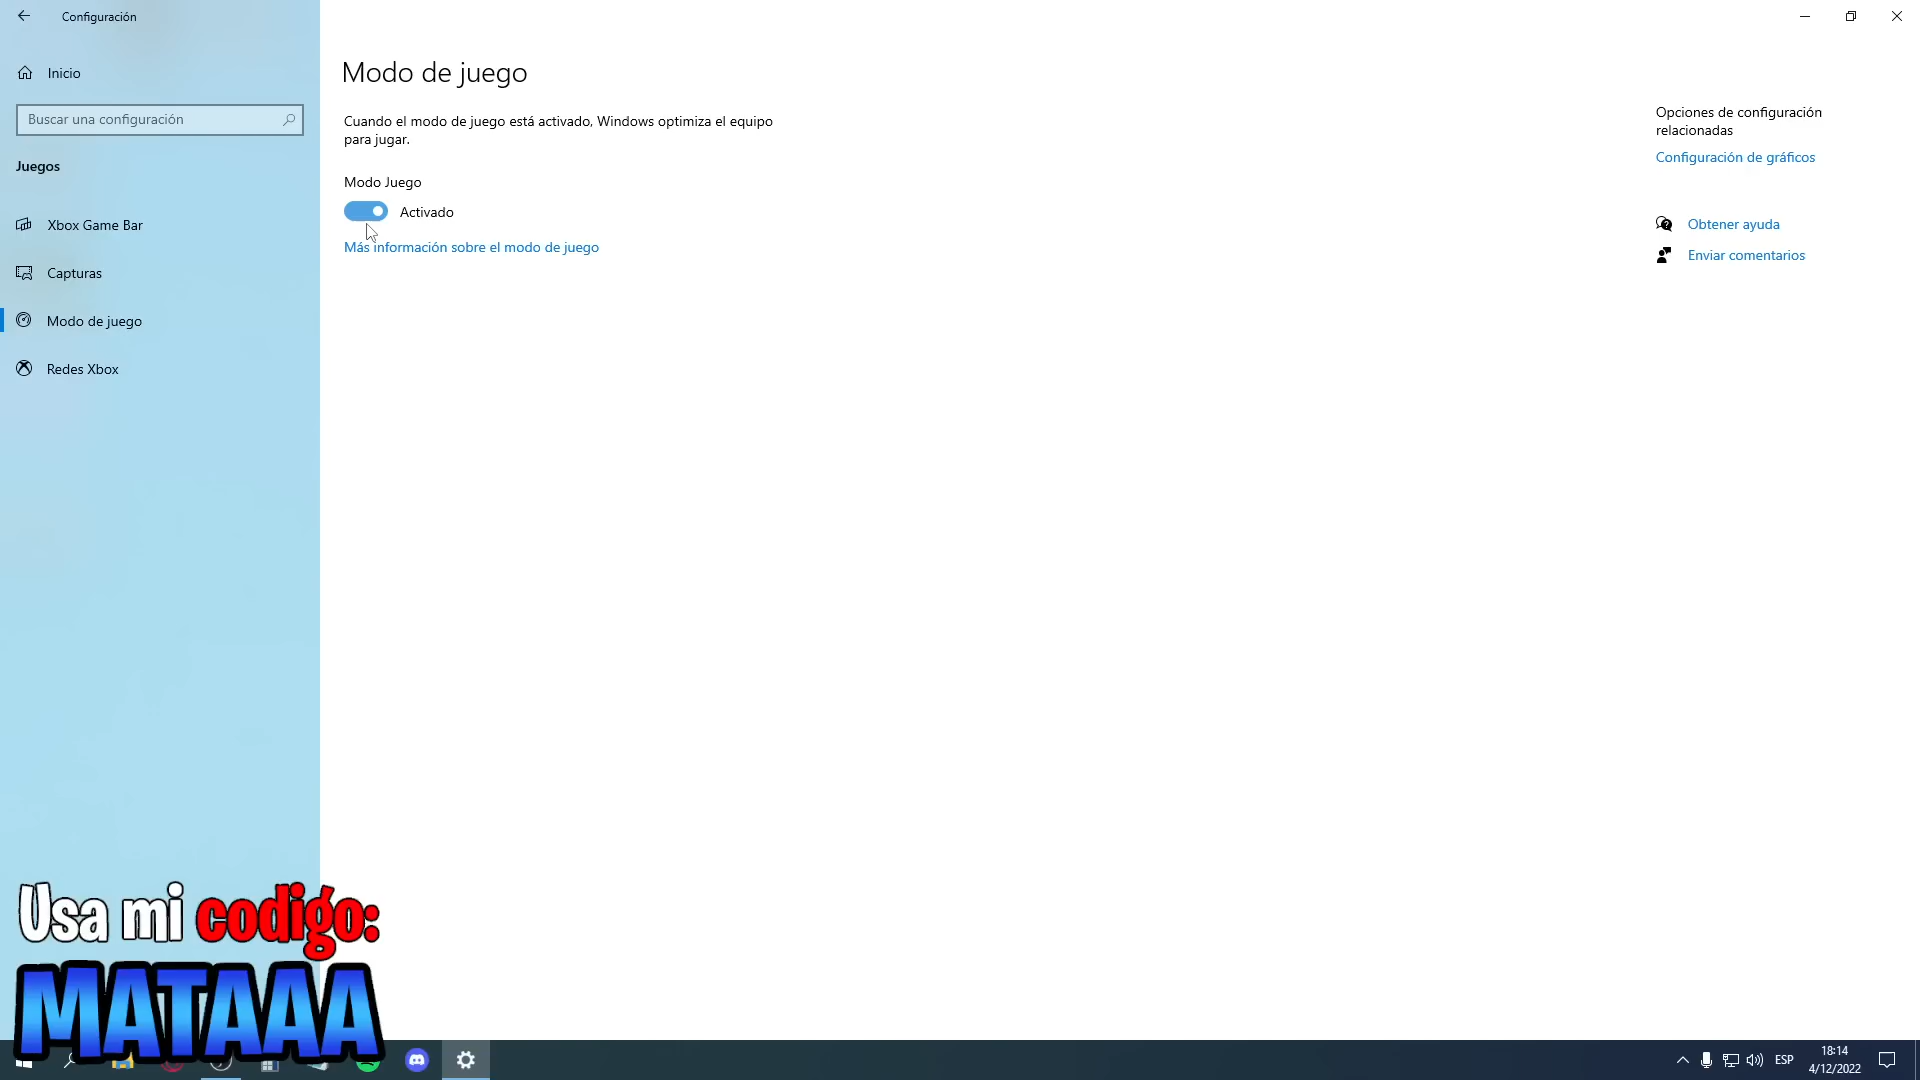 Configuración
Inicio
Buscar una configuración
Juegos
Xbox Game Bar
Capturas
Modo de juego
Redes Xbox
Modo de juego
Cuando el modo de juego está activado, Windows optimiza el equipo
para jugar.
Modo Juego
Activado
Más información sobre el modo de juego
Opciones de configuración
relacionadas
Configuración de gráficos
Obtener ayuda
Enviar comentarios
Usa mi codigo:
MATAAA
ESP
18:14
4/12/2022